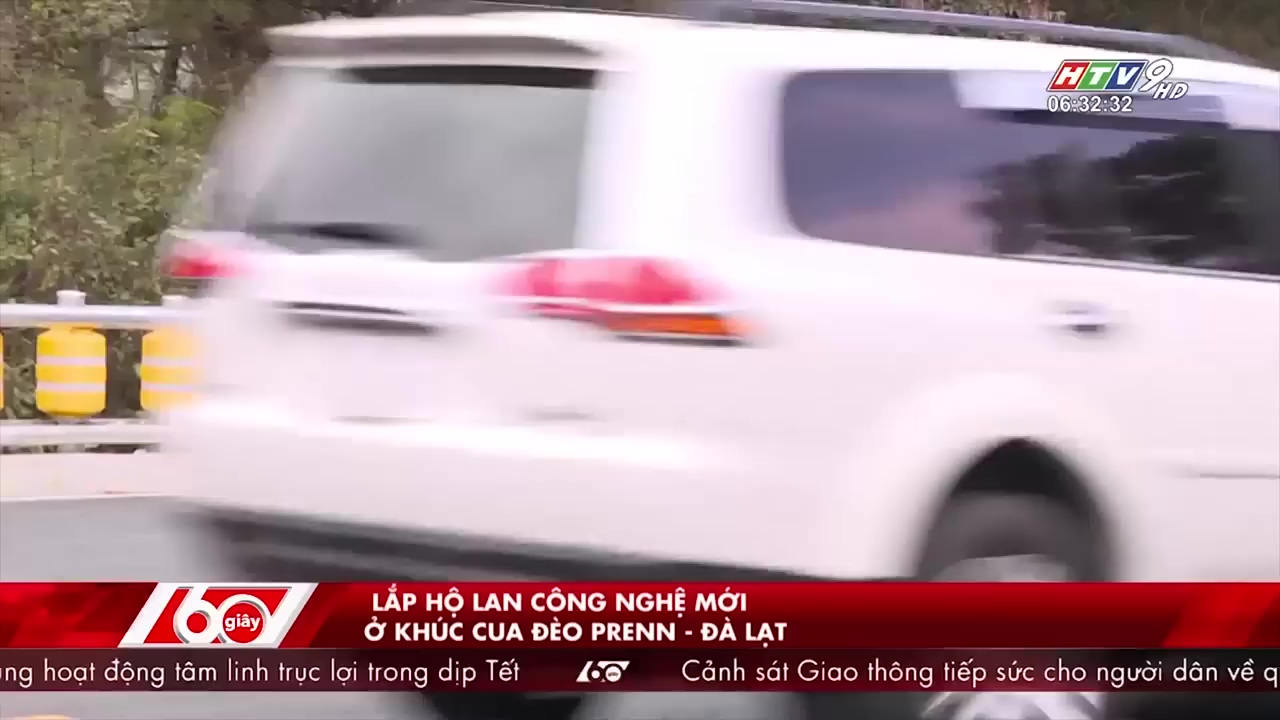 HTV9 HD
06:32:32
60 giây
LẮP HỘ LAN CÔNG NGHỆ MỚI
Ở KHÚC CUA ĐÈO PRENN - ĐÀ LẠT
hoạt động tâm linh trục lợi trong dịp Tết 60 giây Cảnh sát Giao thông tiếp sức cho người dân về